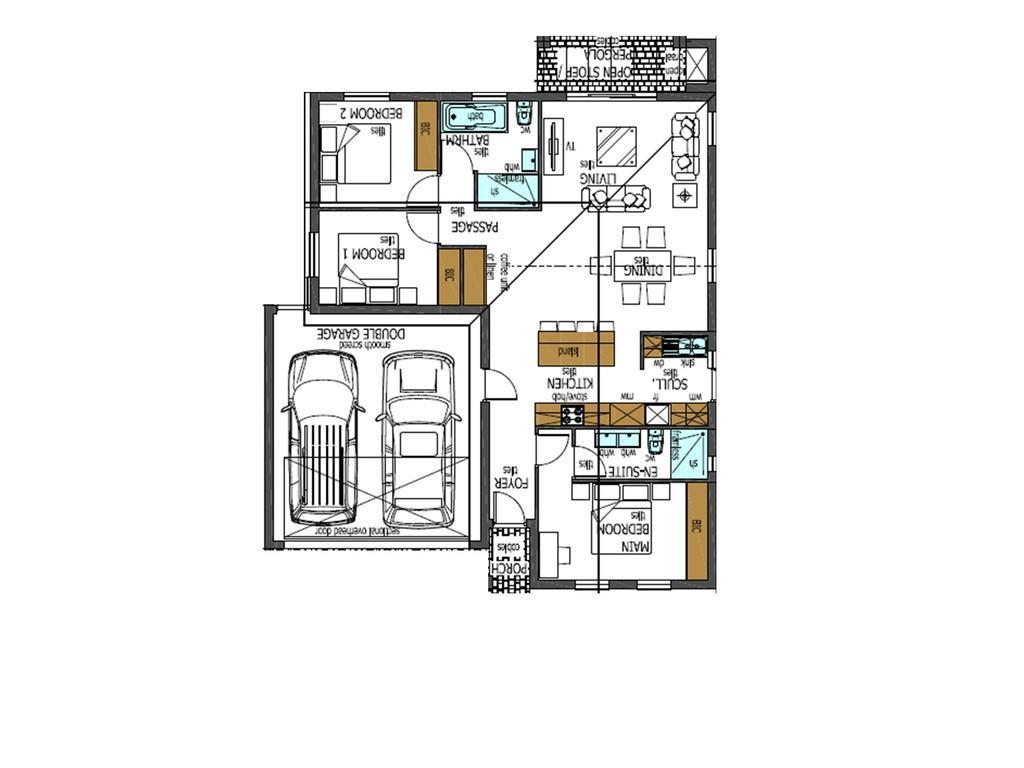 MAIN
BEDROOM
tiles
BIC
PORCH
cobles
sectional overhead door
FOYER
tiles
EN-SUITE
tiles
whb
whb
wc
sh
frameless
wm
fr
mw
stove/hob
SCULL.
tiles
sink
dw
KITCHEN
tiles
Island
DOUBLE GARAGE
smooch screed
DINING
tiles
coffee unit
or linen
BIC
BEDROOM 1
tiles
PASSAGE
tiles
LIVING
tiles
TV
sh
frameless
whb
wc
BATHRM
tiles
bath
BIC
BEDROOM 2
tiles
OPEN STOEP /
PERGOLA
cobles
open